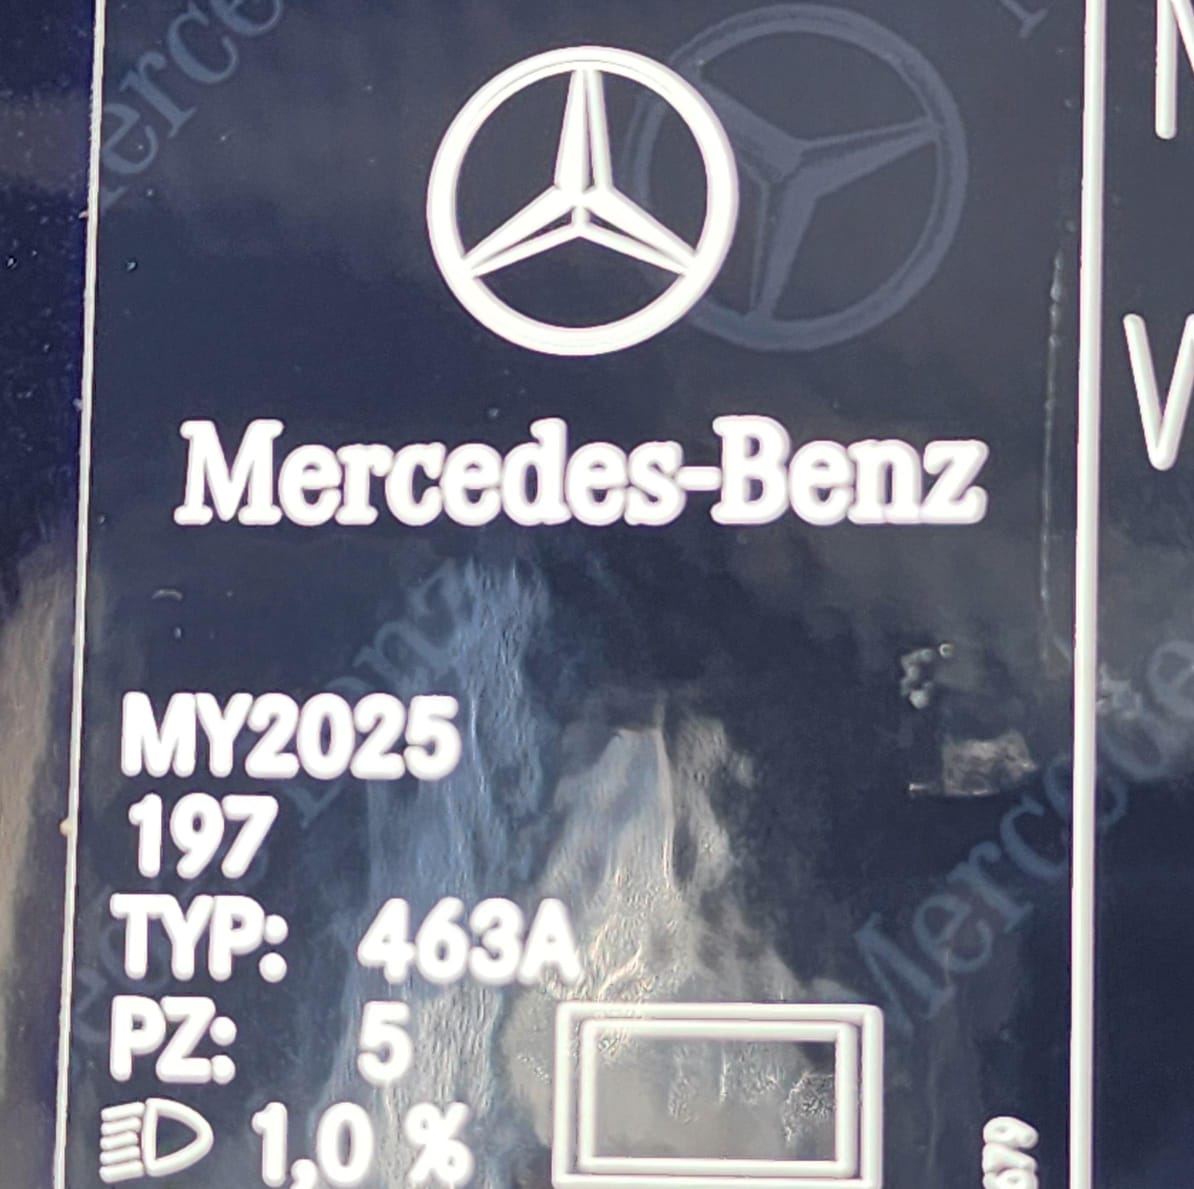 Mercedes-Benz
MY2025
197
TYP: 463A
PZ: 5
1,0 %